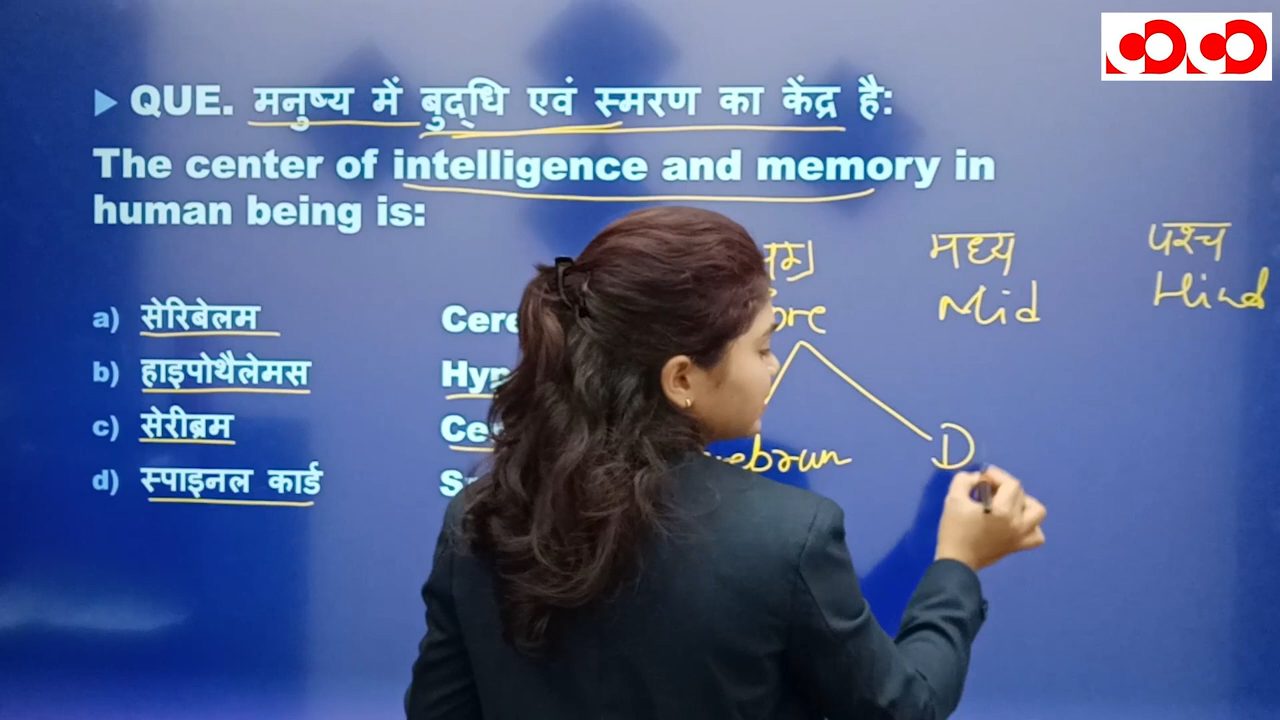 QUE. मनुष्य में बुद्धि एवं स्मरण का केंद्र है:
The center of intelligence and memory in
human being is:
मध्य पश्च
Mid Hind
a) सेरिबेलम
b) हाइपोथैलेमस
c) सेरीब्रम
d) स्पाइनल कार्ड
D